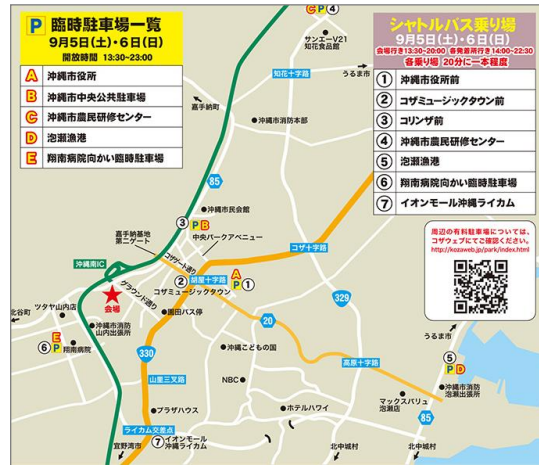 P 臨時駐車場一覧
9月5日(土)・6日(日)
開放時間 13:30~23:00
A 沖縄市役所
B 沖縄市中央公共駐車場
C 沖縄市農民研修センター
D 泡瀬漁港
E 翔南病院向かい臨時駐車場
シャトルバス乗り場
9月5日(土)・6日(日)
会場行き13:30~20:00 各発着所行き14:00~22:30
各乗り場 20分に一本程度
① 沖縄市役所前
② コザミュージックタウン前
③ コリンザ前
④ 沖縄市農民研修センター
⑤ 泡瀬漁港
⑥ 翔南病院向かい臨時駐車場
⑦ イオンモール沖縄ライカム
周辺の有料駐車場については、
コザウェブにてご確認ください。
http://kozaweb.jp/park/index.html
C P ④
サンエーV21
知花食品館
知花十字路
うるま市
嘉手納町
沖縄市消防本部
85
沖縄市民会館
③ P B
嘉手納基地
第二ゲート
中央パークアベニュー
コザ十字路
沖縄南IC
コザゲート通り
胡屋十字路
A
P ①
②
コザミュージックタウン
会場
グラウンド通り
329
ツタヤ山内店
北谷町
園田バス停
20
うるま市
沖縄市消防
山内出張所
E
⑥ P
翔南病院
330
沖縄こどもの国
高原十字路
⑤
P D
山里三叉路
NBC
沖縄市消防
泡瀬出張所
マックスバリュ
泡瀬店
プラザハウス
ホテルハワイ
85
ライカム交差点
⑦ イオンモール
沖縄ライカム
宜野湾市
北中城村
北中城村